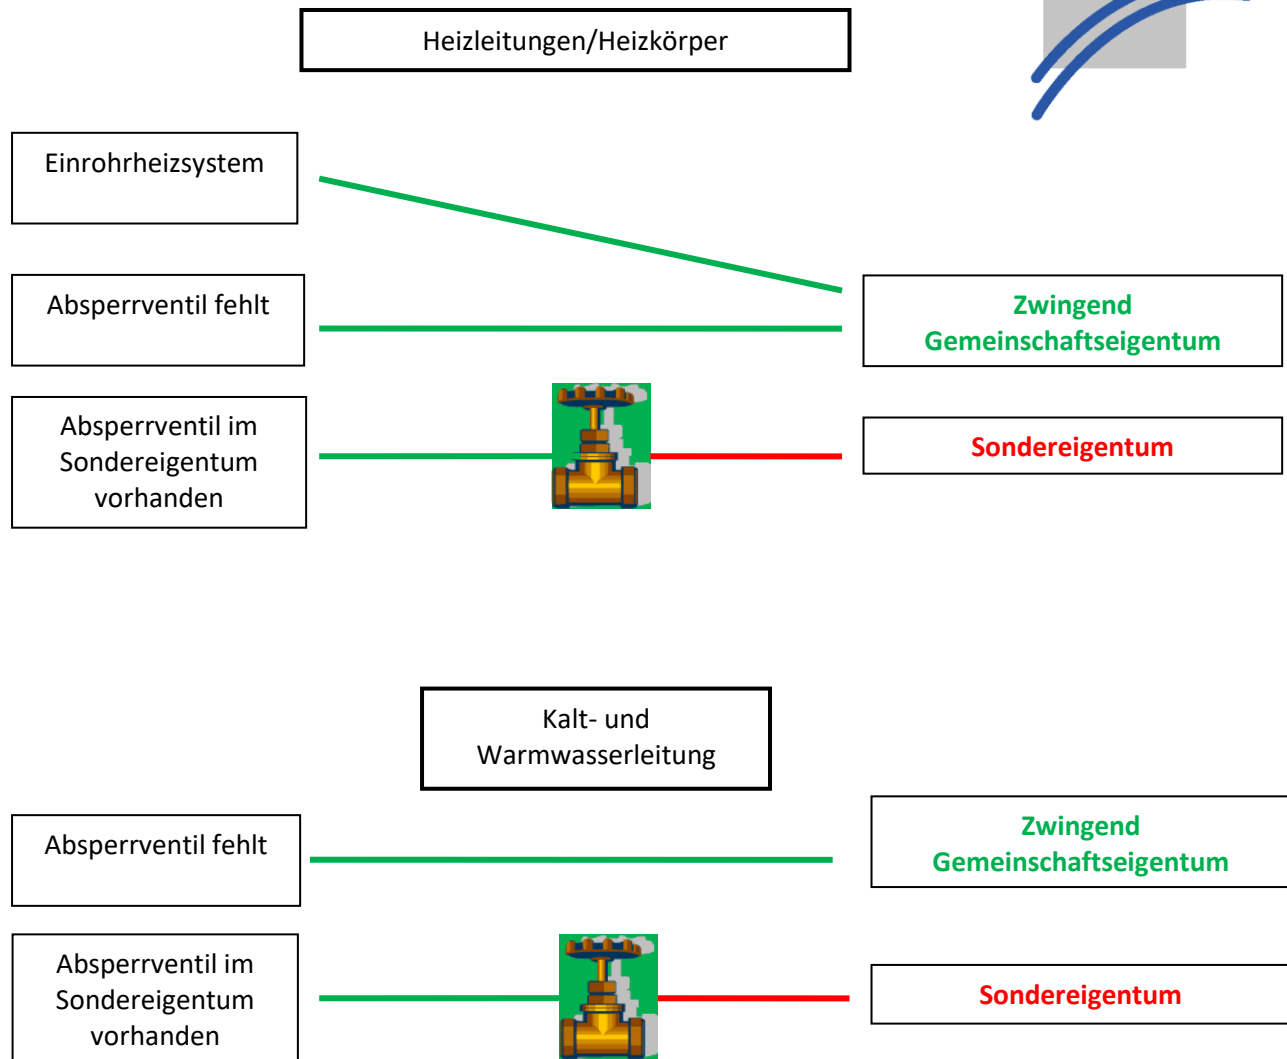 Heizleitungen/Heizkörper
Einrohrheizsystem
Absperrventil fehlt
Zwingend
Gemeinschaftseigentum
Absperrventil im
Sondereigentum
vorhanden
Sondereigentum
Kalt- und
Warmwasserleitung
Absperrventil fehlt
Zwingend
Gemeinschaftseigentum
Absperrventil im
Sondereigentum
vorhanden
Sondereigentum